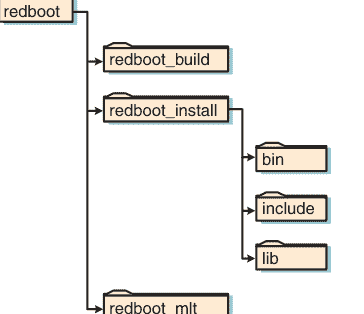 redboot
redboot_build
redboot_install
bin
include
lib
redboot_mlt